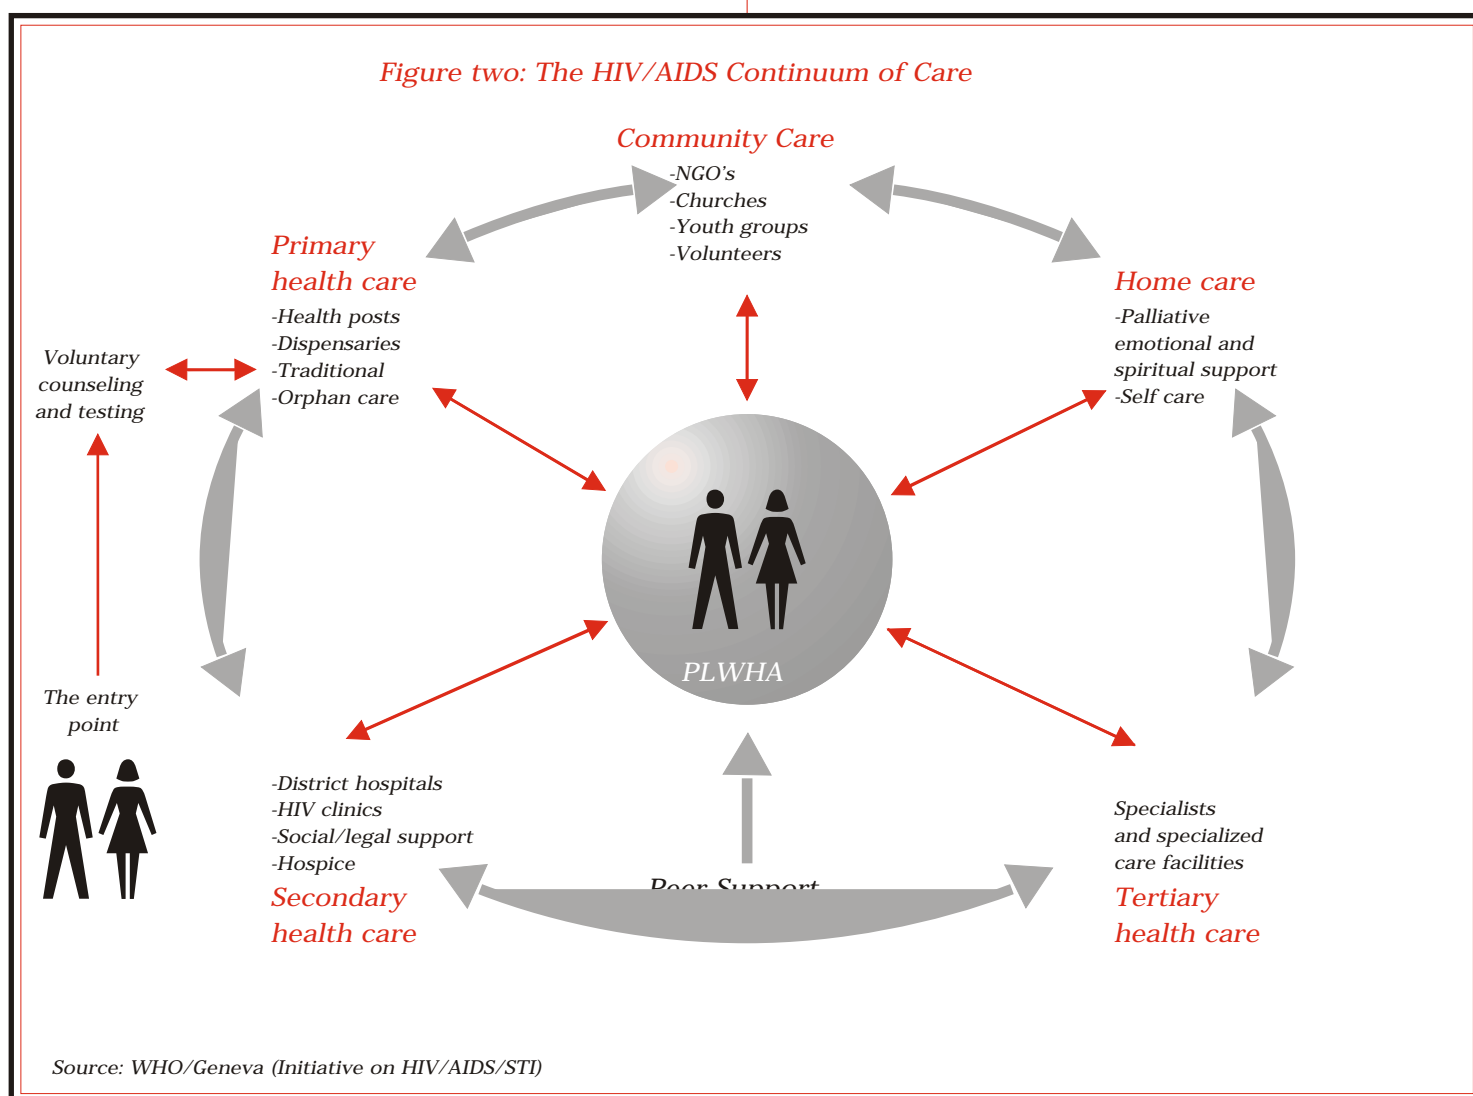 Figure two: The HIV/AIDS Continuum of Care
Community Care
-NGO's
-Churches
-Youth groups
-Volunteers
Primary
health care
-Health posts
-Dispensaries
-Traditional
-Orphan care
Home care
-Palliative
emotional and
spiritual support
-Self care
Voluntary
counseling
and testing
The entry
point
PLWHA
-District hospitals
-HIV clinics
-Social/legal support
-Hospice
Secondary
health care
Peer Support
Specialists
and specialized
care facilities
Tertiary
health care
Source: WHO/Geneva (Initiative on HIV/AIDS/STI)